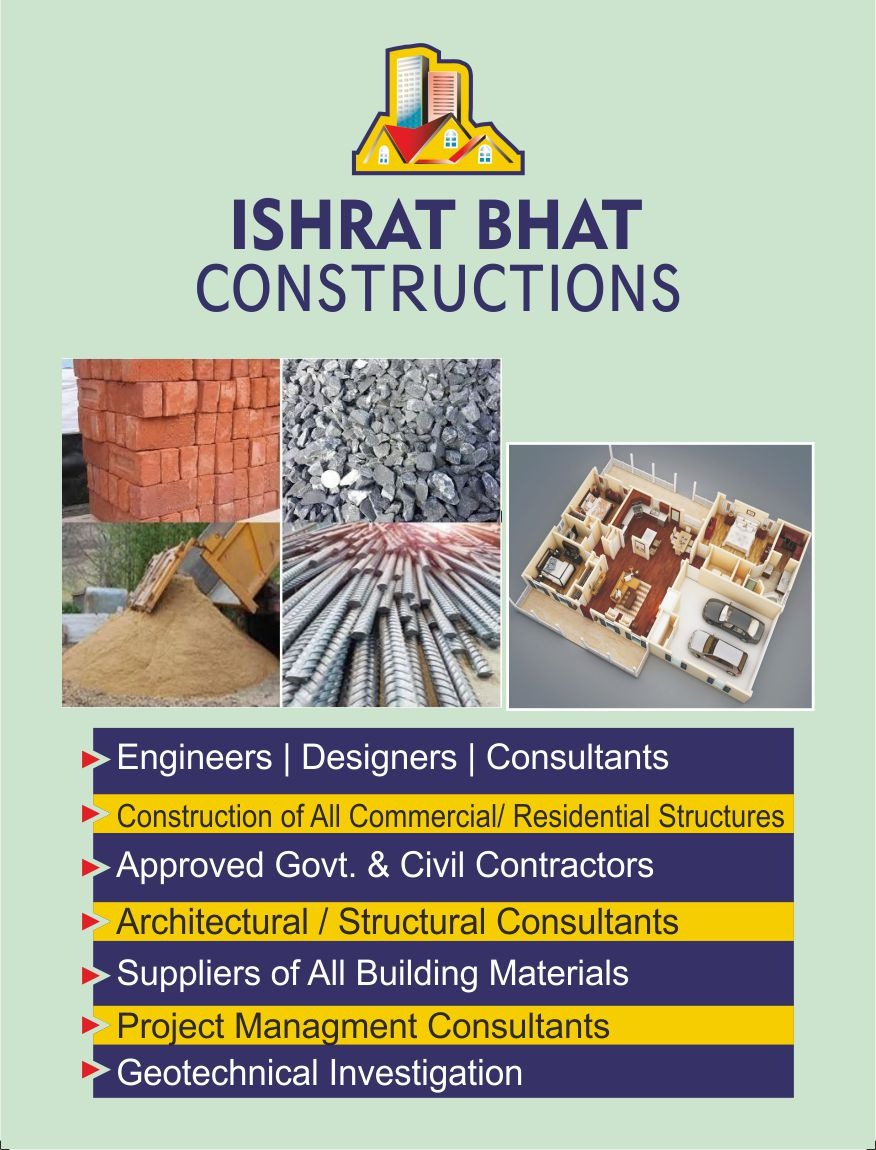 ISHRAT BHAT
CONSTRUCTIONS
Engineers | Designers | Consultants
Construction of All Commercial/ Residential Structures
Approved Govt. & Civil Contractors
Architectural / Structural Consultants
Suppliers of All Building Materials
Project Managment Consultants
Geotechnical Investigation